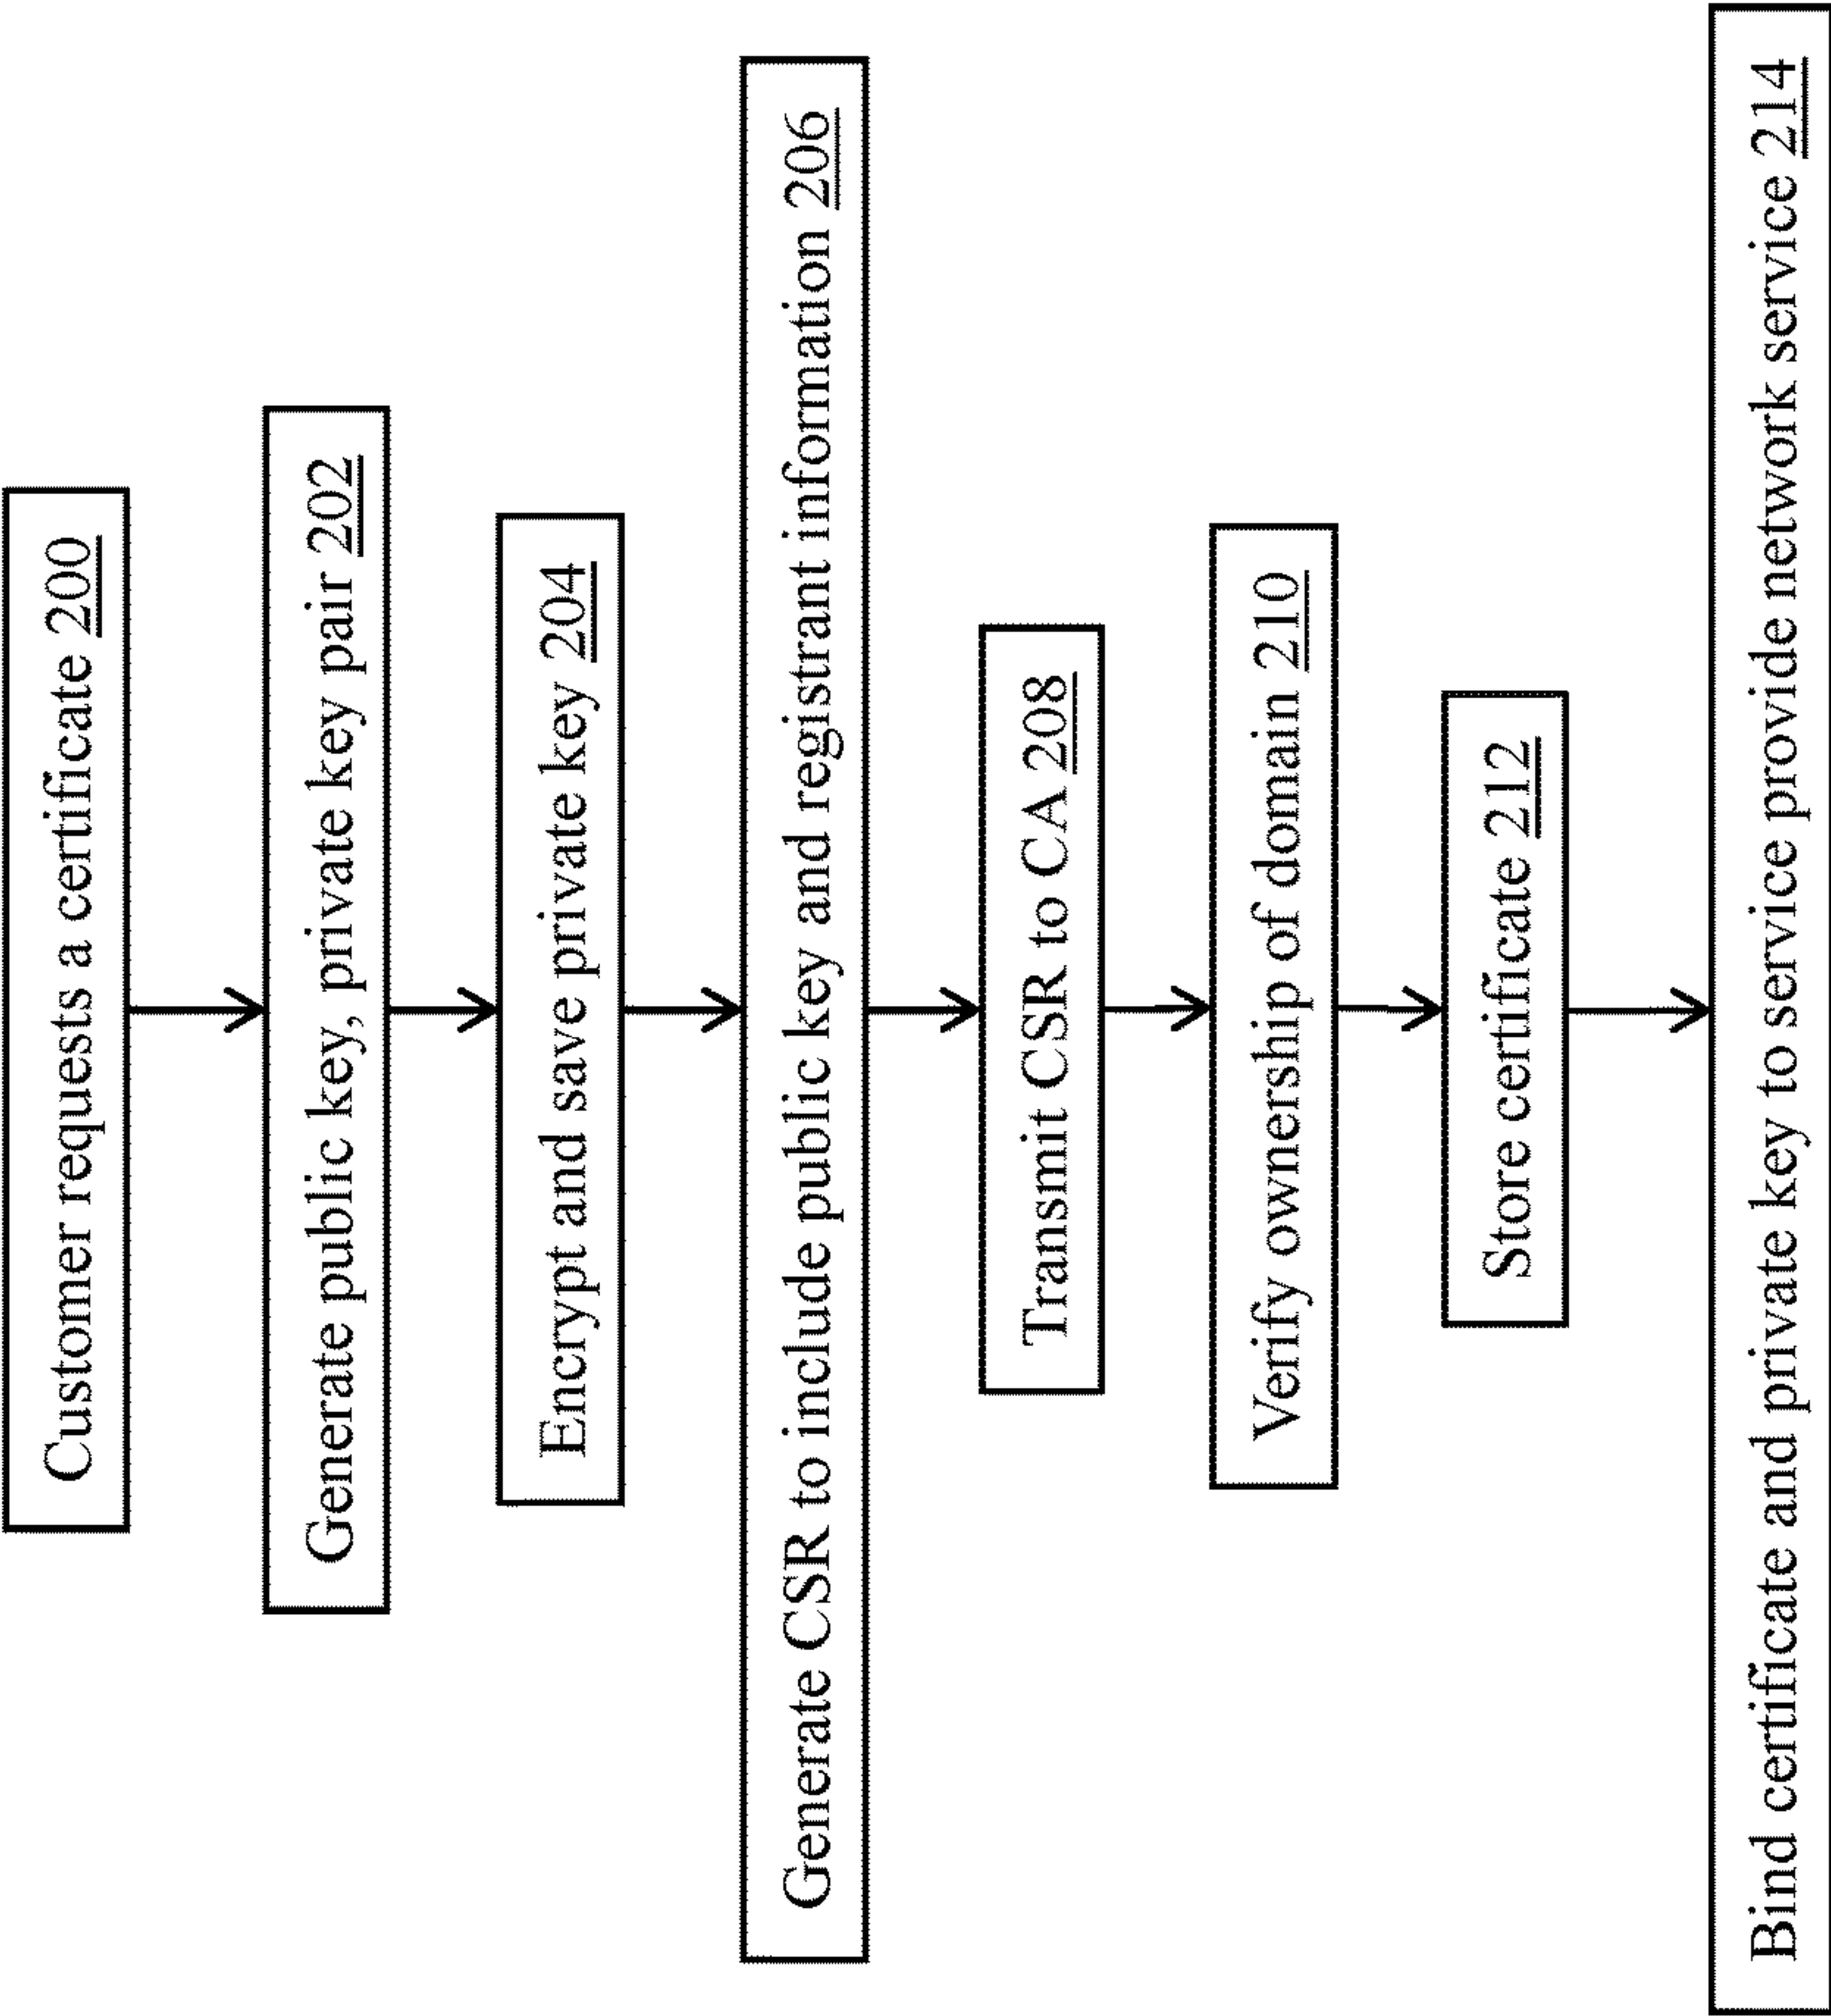 Customer requests a certificate 200
Generate public key, private key pair 202
Encrypt and save private key 204
Generate CSR to include public key and registrant information 206
Transmit CSR to CA 208
Verify ownership of domain 210
Store certificate 212
Bind certificate and private key to service provide network service 214